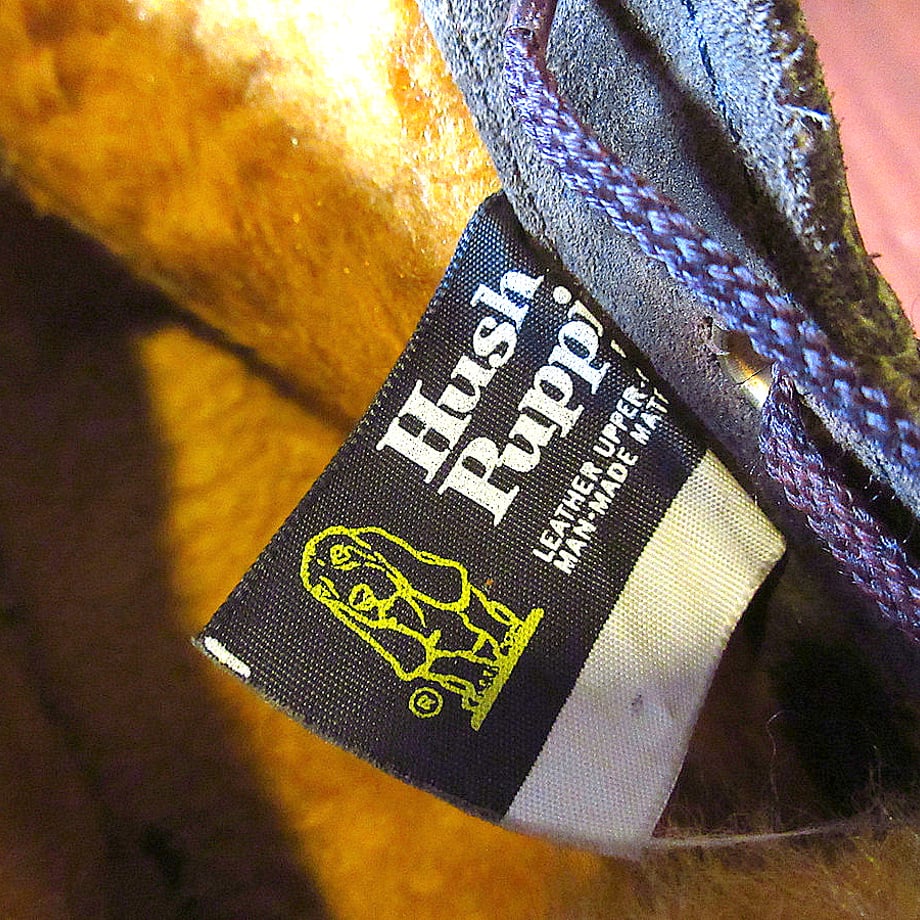 Hush
Puppi
LEATHER UPPER
MAN-MADE MAT
®